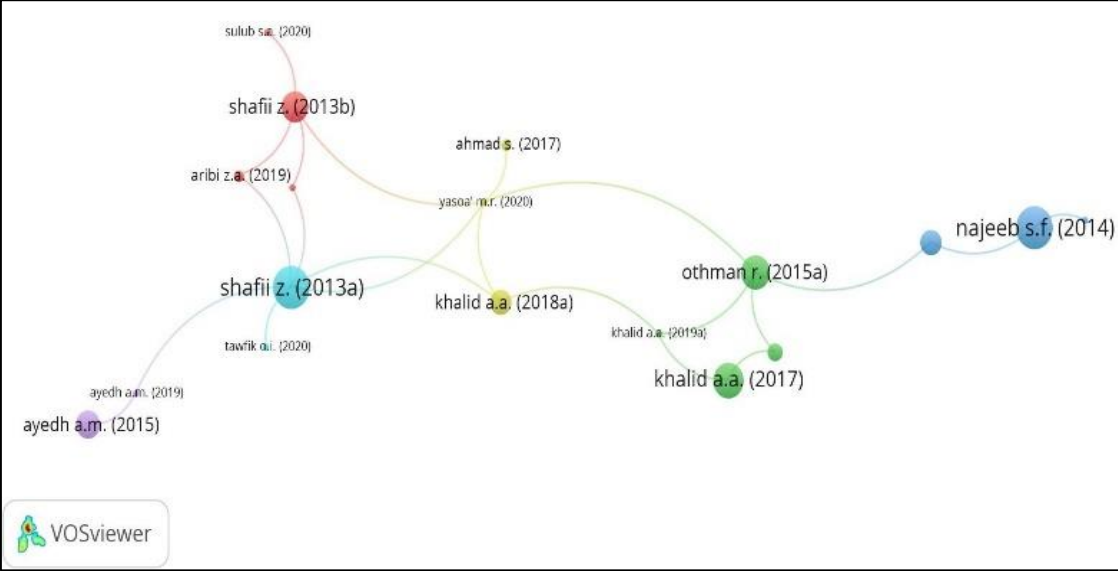 sulub s.a. (2020)
shafii z. (2013b)
ahmad s. (2017)
aribi z.a. (2019)
yasoa' m.r. (2020)
najeeb s.f. (2014)
othman r. (2015a)
shafii z. (2013a)
khalid a.a. (2018a)
khalid a.a. (2019a)
tawfik o.i. (2020)
khalid a.a. (2017)
ayedh a.m. (2019)
ayedh a.m. (2015)
VOSviewer